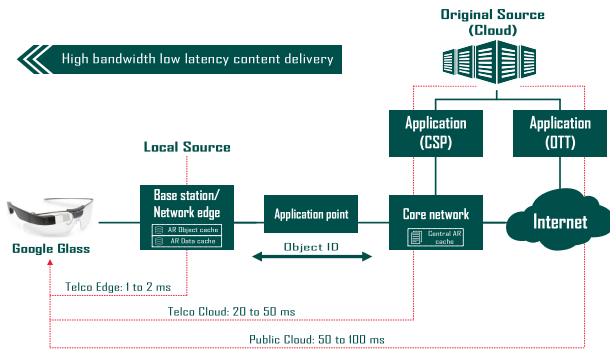 Original Source
(Cloud)
High bandwidth low latency content delivery
Application
(CSP)
Application
(OTT)
Local Source
Base station/
Network edge
AR Object cache
AR Data cache
Application point
Core network
Central AR
cache
Internet
Google Glass
Object ID
Telco Edge: 1 to 2 ms
Telco Cloud: 20 to 50 ms
Public Cloud: 50 to 100 ms